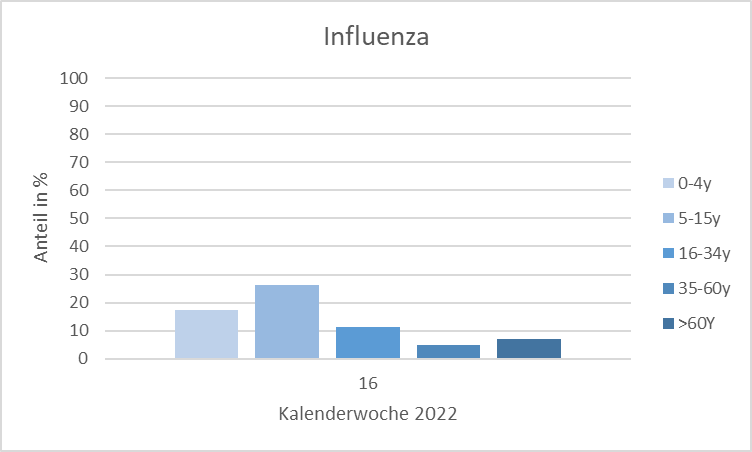 Influenza
100
90
80
70
60
50
40
30
20
10
0
Anteil in %
16
Kalenderwoche 2022
0-4y
5-15y
16-34y
35-60y
>60Y